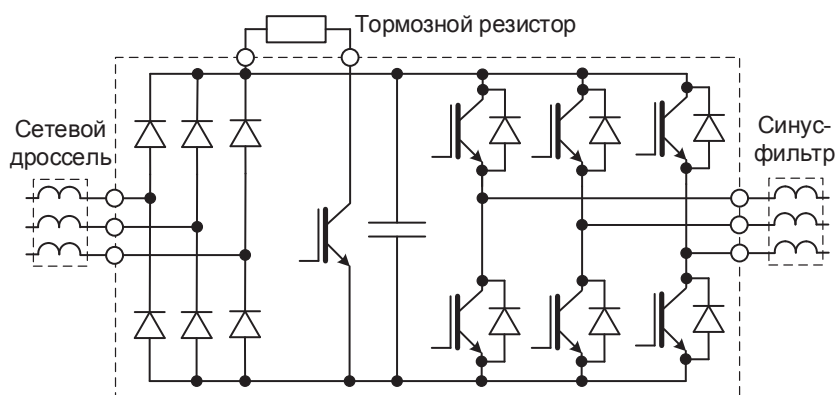 Тормозной резистор
Сетевой
дроссель
Синус-
фильтр